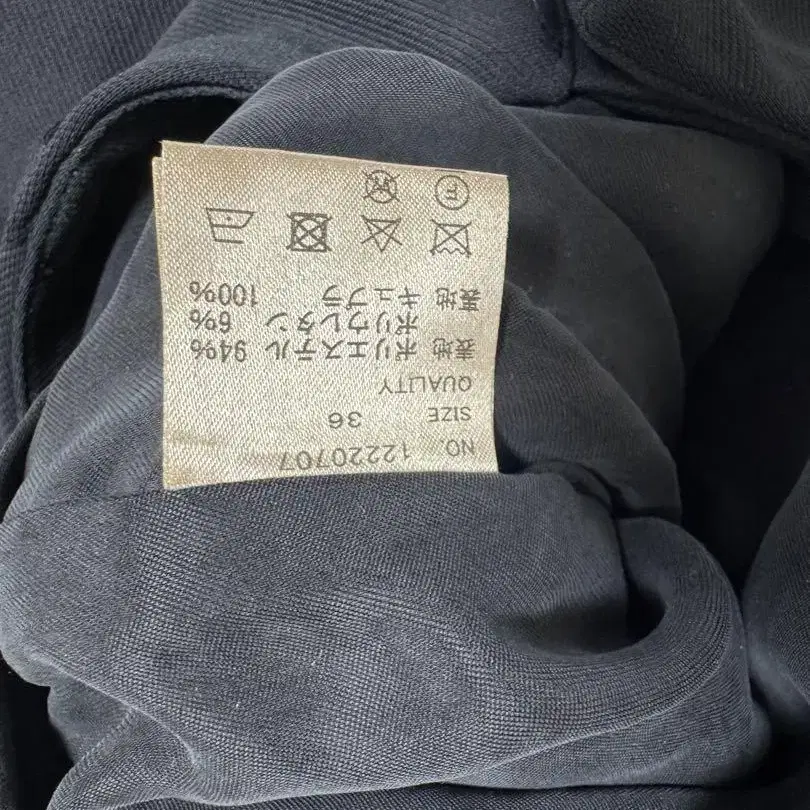 NO. 12220707
SIZE 36
QUALITY
表地 ポリエステル 94%
ポリウレタン 6%
裏地 キュプラ 100%
F W